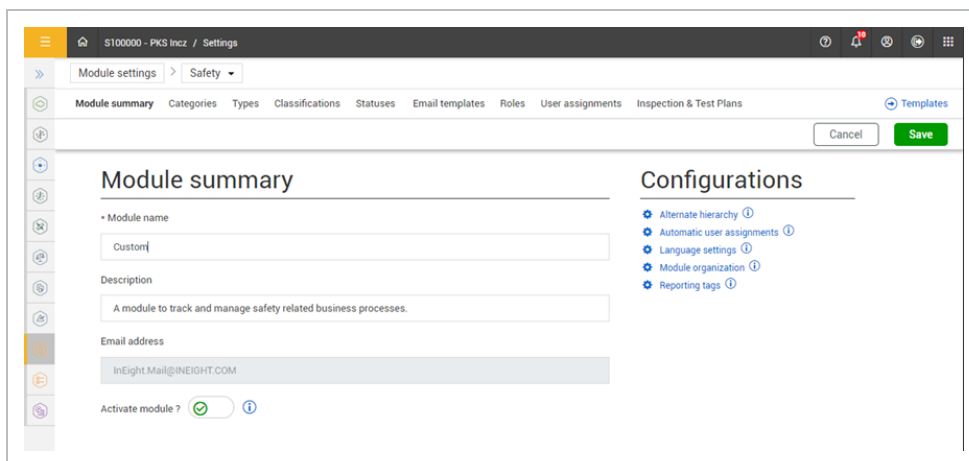 S100000 - PKS Incz / Settings
10
Module settings > Safety
Module summary Categories Types Classifications Statuses Email templates Roles User assignments Inspection & Test Plans Templates
Cancel Save
Module summary
Configurations
* Module name
Custom
Description
A module to track and manage safety related business processes.
Email address
InEight.Mail@INEIGHT.COM
Activate module ?
Alternate hierarchy
Automatic user assignments
Language settings
Module organization
Reporting tags